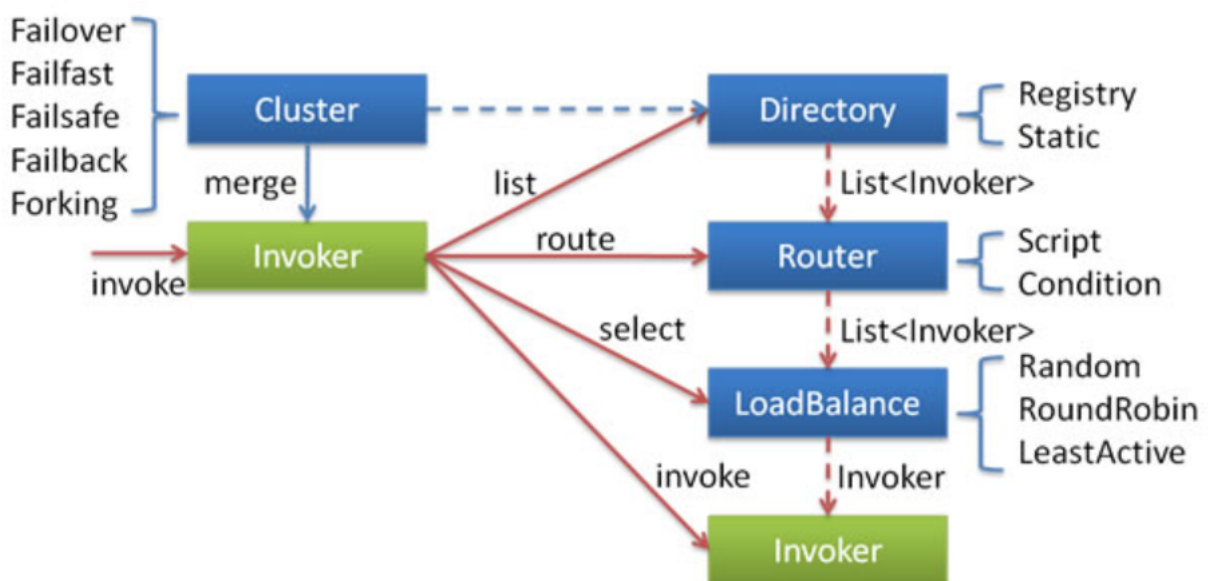 Failover
Failfast
Failsafe
Failback
Forking
Cluster
Directory
Registry
Static
merge
list
List<Invoker>
invoke
Invoker
route
Router
Script
Condition
select
List<Invoker>
LoadBalance
Random
RoundRobin
LeastActive
invoke
Invoker
Invoker